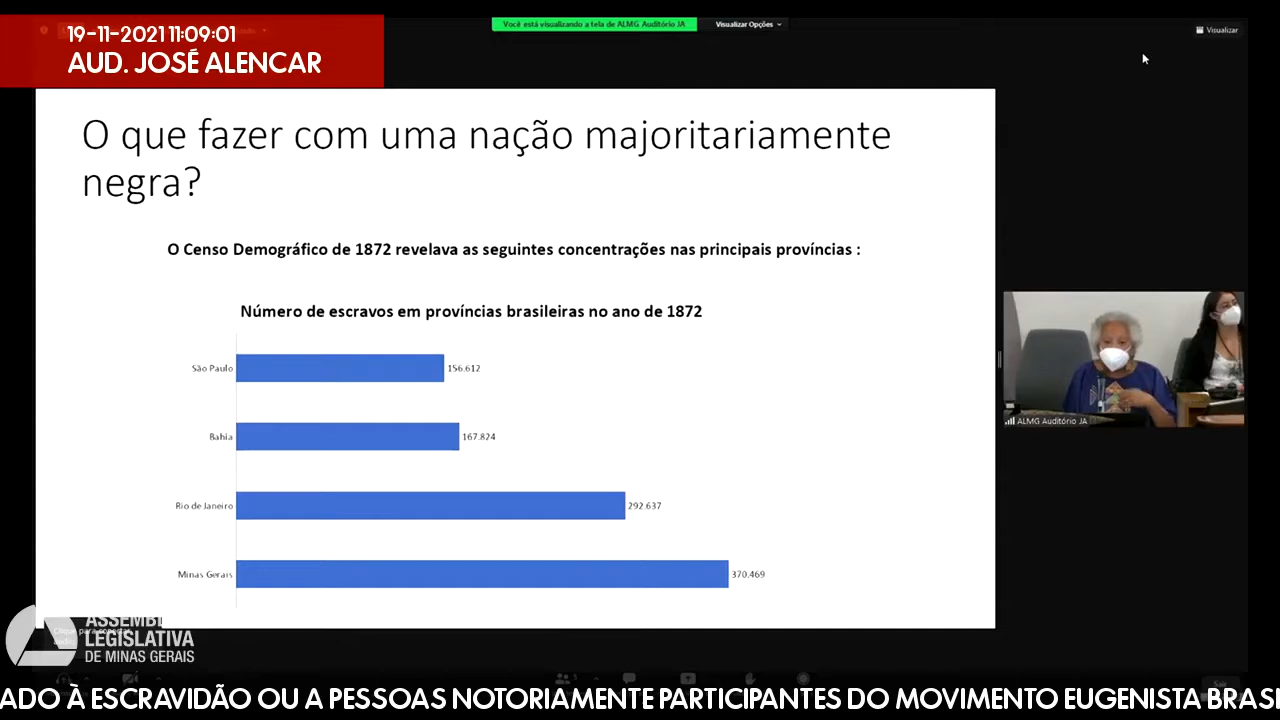 19-11-2021 11:09:01
AUD. JOSÉ ALENCAR
Você está visualizando a tela de ALMG Auditório JA
Visualizar Opções
Visualizar
O que fazer com uma nação majoritariamente
negra?
O Censo Demográfico de 1872 revelava as seguintes concentrações nas principais províncias :
Número de escravos em províncias brasileiras no ano de 1872
São Paulo 156.612
Bahia 167.824
Rio de Janeiro 292.637
Minas Gerais 370.469
ALMG Auditório JA
ASSEMBL
LEGISLATIVA
DE MINAS GERAIS
Sair
ADO À ESCRAVIDÃO OU A PESSOAS NOTORIAMENTE PARTICIPANTES DO MOVIMENTO EUGENISTA BRASI